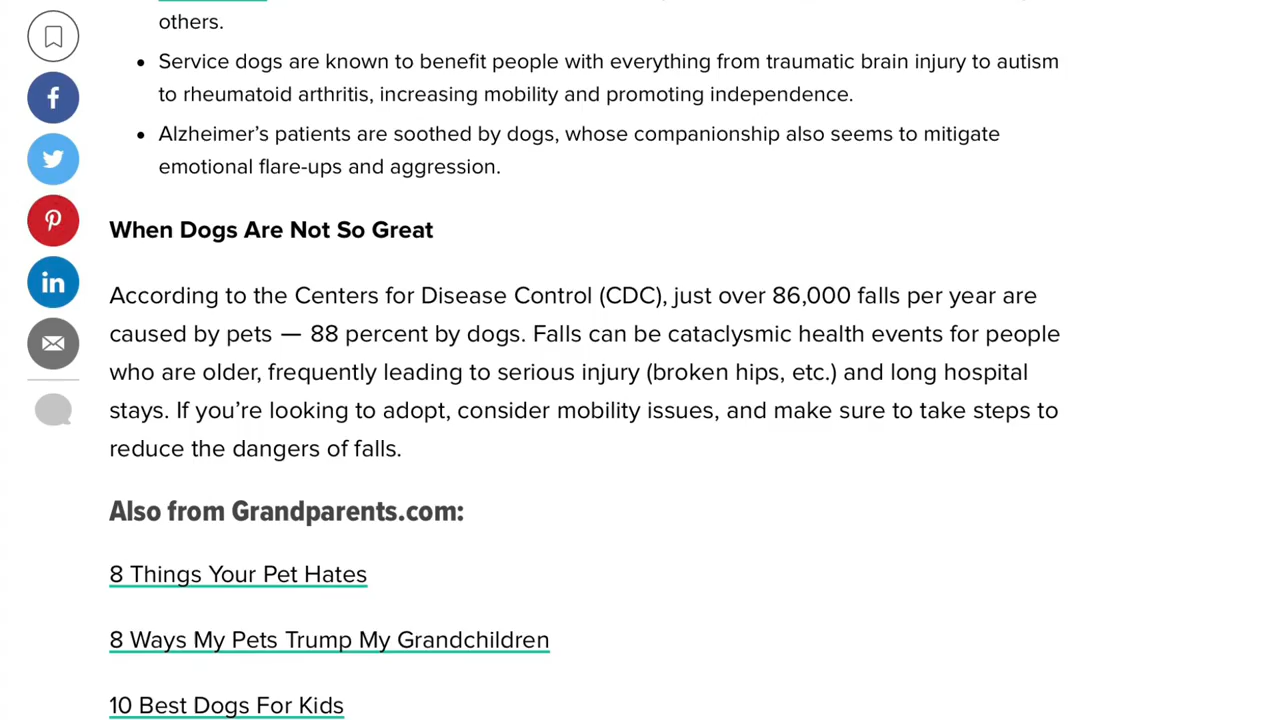 others.
Service dogs are known to benefit people with everything from traumatic brain injury to autism
to rheumatoid arthritis, increasing mobility and promoting independence.
Alzheimer’s patients are soothed by dogs, whose companionship also seems to mitigate
emotional flare-ups and aggression.
When Dogs Are Not So Great
According to the Centers for Disease Control (CDC), just over 86,000 falls per year are
caused by pets — 88 percent by dogs. Falls can be cataclysmic health events for people
who are older, frequently leading to serious injury (broken hips, etc.) and long hospital
stays. If you’re looking to adopt, consider mobility issues, and make sure to take steps to
reduce the dangers of falls.
Also from Grandparents.com:
8 Things Your Pet Hates
8 Ways My Pets Trump My Grandchildren
10 Best Dogs For Kids